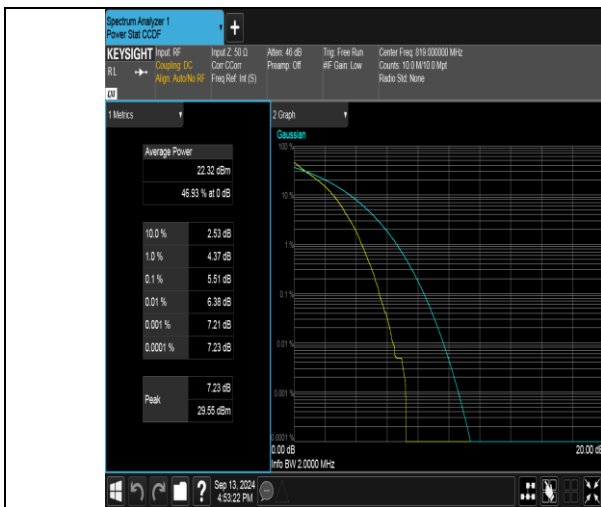 Spectrum Analyzer 1
Power Stat CCDF
+
KEYSIGHT
RL
Input: RF
Coupling: DC
Align: Auto/No RF
Input Z: 50 Ω
Corr CCorr
Freq Ref: Int (S)
Atten: 46 dB
Preamp: Off
Trig: Free Run
#IF Gain: Low
Center Freq: 819.000000 MHz
Counts: 10.0 M/10.0 Mpt
Radio Std: None
1 Metrics
Average Power
22.32 dBm
46.93 % at 0 dB
10.0 % 2.53 dB
1.0 % 4.37 dB
0.1 % 5.51 dB
0.01 % 6.38 dB
0.001 % 7.21 dB
0.0001 % 7.23 dB
Peak
7.23 dB
29.55 dBm
2 Graph
Gaussian
100 %
10 %
1 %
0.1 %
0.01 %
0.001 %
0.0001 %
0.00 dB 20.00 dB
Info BW 2.0000 MHz
?
Sep 13, 2024
4:53:22 PM